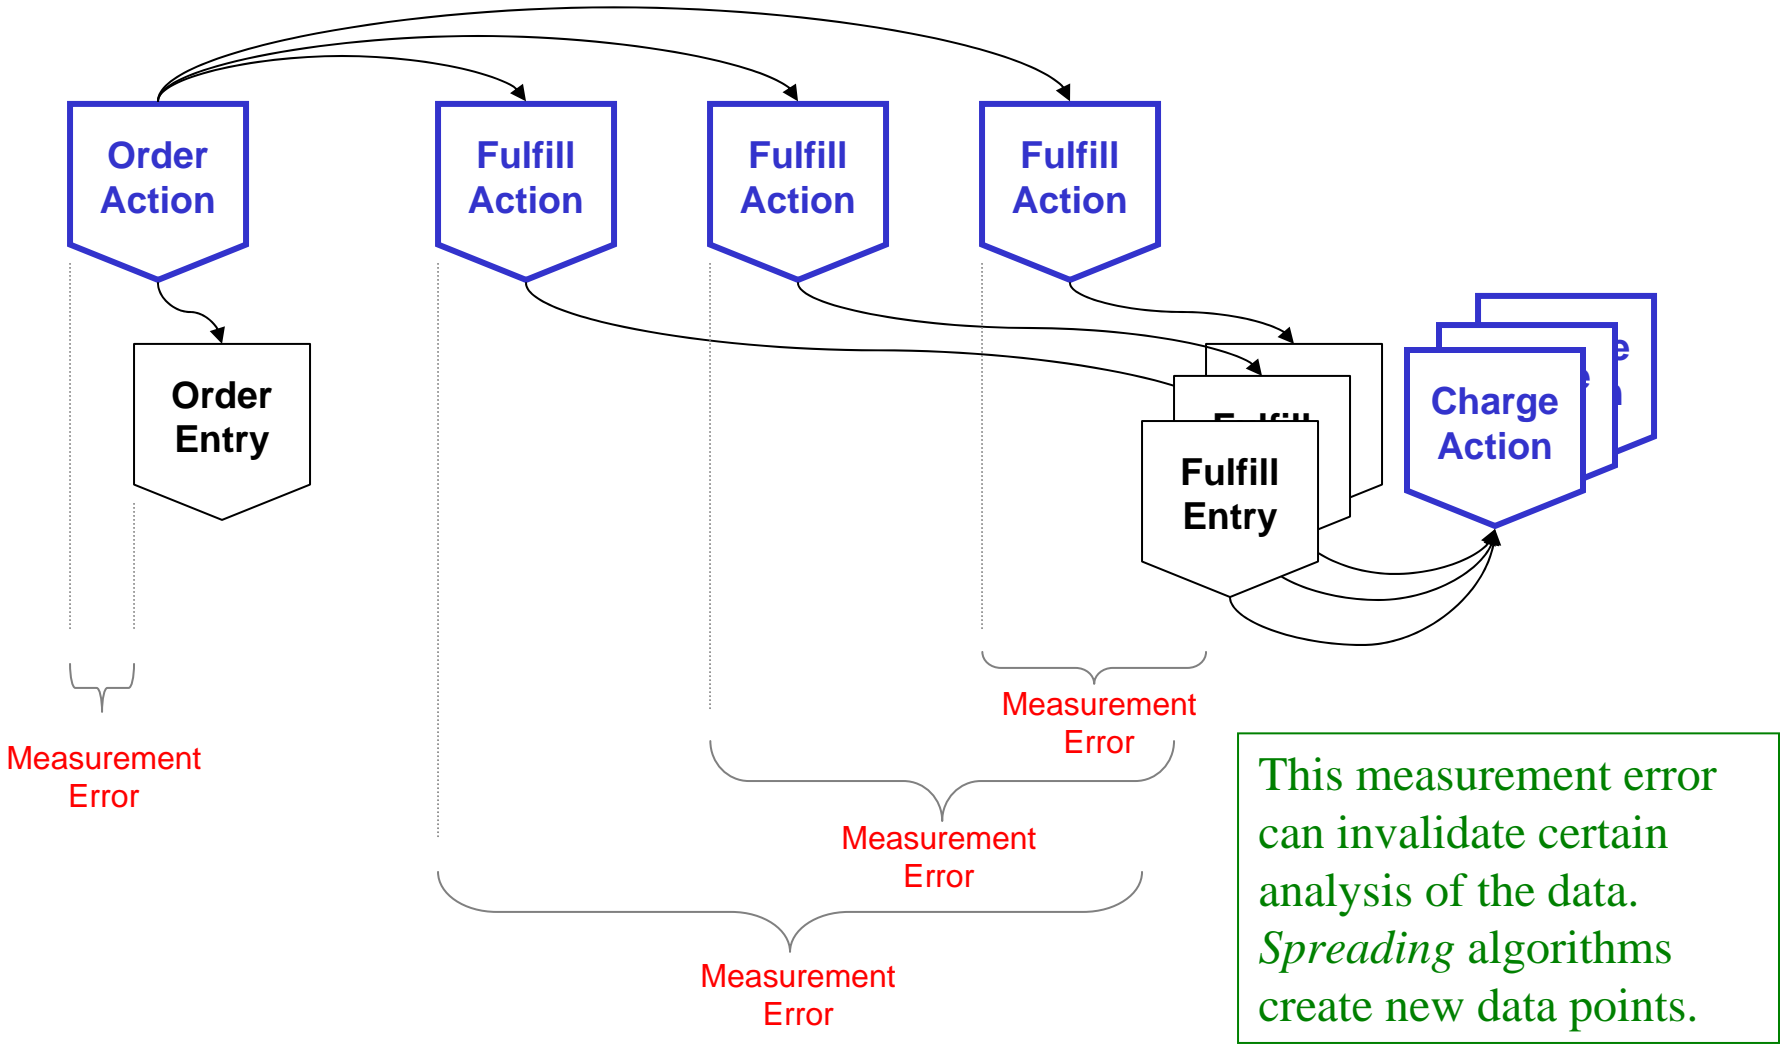 Order
Action
Fulfill
Action
Fulfill
Action
Fulfill
Action
Order
Entry
Fulfill
Entry
Charge
Action
Measurement
Error
Measurement
Error
Measurement
Error
Measurement
Error
This measurement error
can invalidate certain
analysis of the data.
Spreading algorithms
create new data points.